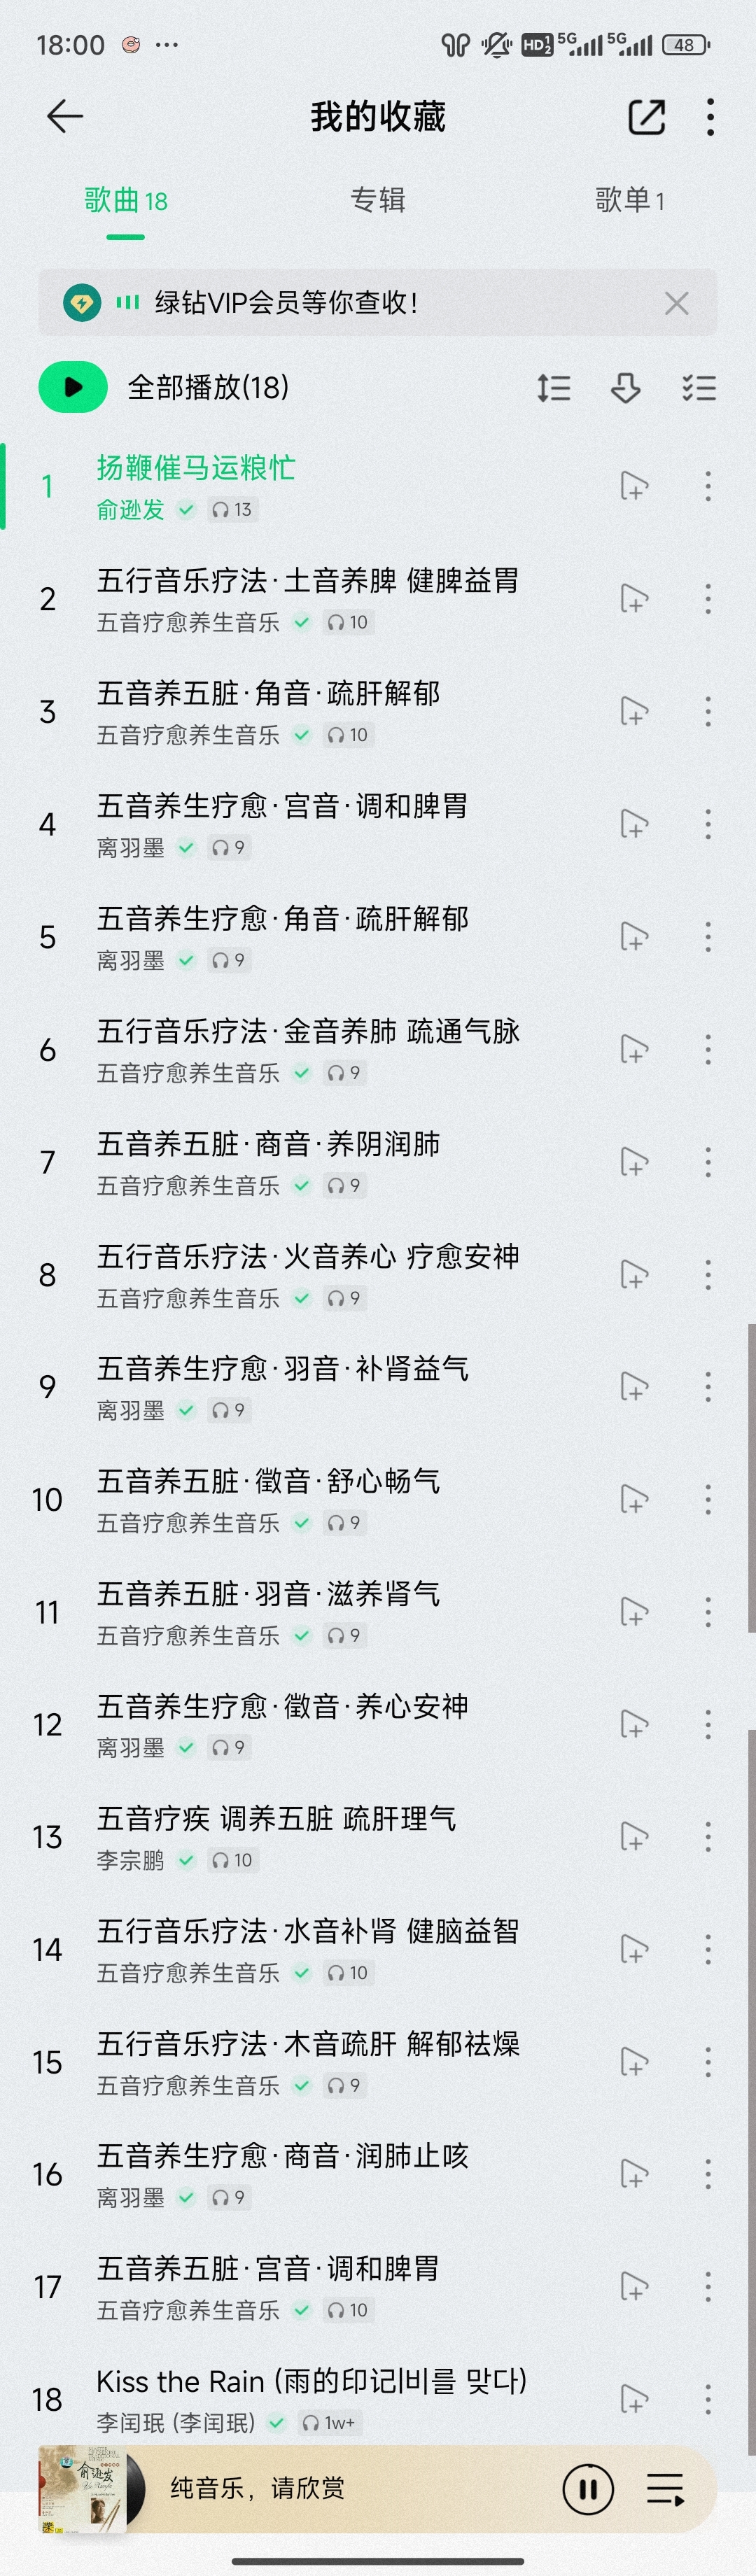 18:00 ··· HD 1 2 5G 5G 48
我的收藏
歌曲 18 专辑 歌单 1
绿钻VIP会员等你查收!
全部播放(18)
1 扬鞭催马运粮忙
俞逊发 13
2 五行音乐疗法·土音养脾 健脾益胃
五音疗愈养生音乐 10
3 五音养五脏·角音·疏肝解郁
五音疗愈养生音乐 10
4 五音养生疗愈·宫音·调和脾胃
离羽墨 9
5 五音养生疗愈·角音·疏肝解郁
离羽墨 9
6 五行音乐疗法·金音养肺 疏通气脉
五音疗愈养生音乐 9
7 五音养五脏·商音·养阴润肺
五音疗愈养生音乐 9
8 五行音乐疗法·火音养心 疗愈安神
五音疗愈养生音乐 9
9 五音养生疗愈·羽音·补肾益气
离羽墨 9
10 五音养五脏·徵音·舒心畅气
五音疗愈养生音乐 9
11 五音养五脏·羽音·滋养肾气
五音疗愈养生音乐 9
12 五音养生疗愈·徵音·养心安神
离羽墨 9
13 五音疗疾 调养五脏 疏肝理气
李宗鹏 10
14 五行音乐疗法·水音补肾 健脑益智
五音疗愈养生音乐 10
15 五行音乐疗法·木音疏肝 解郁祛燥
五音疗愈养生音乐 9
16 五音养生疗愈·商音·润肺止咳
离羽墨 9
17 五音养五脏·宫音·调和脾胃
五音疗愈养生音乐 10
18 Kiss the Rain (雨的印记|비를 맞다)
李闰珉 (李闰珉) 1w+
俞逊发
纯音乐，请欣赏